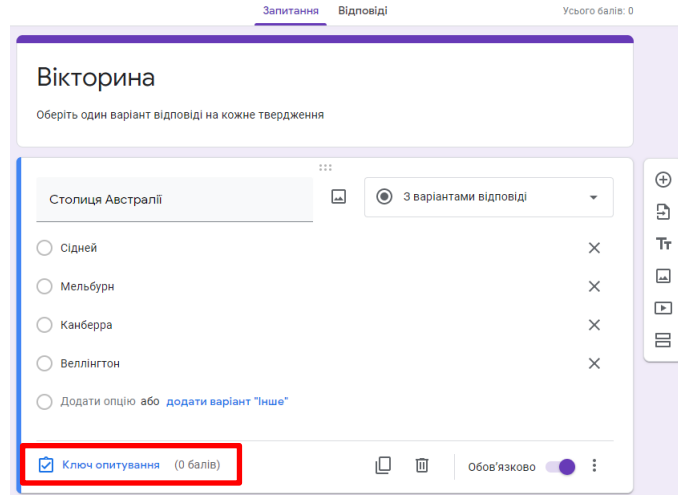 Запитання Відповіді Усього балів: 0
Вікторина
Оберіть один варіант відповіді на кожне твердження
Столиця Австралії З варіантами відповіді
Сідней
Мельбурн
Канберра
Веллінгтон
Додати опцію або додати варіант "Інше"
Ключ опитування (0 балів) Обов'язково
Тт